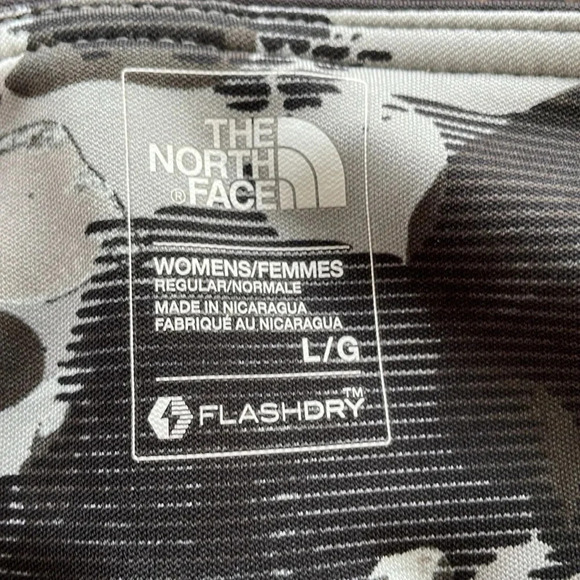 THE
NORTH
® FACE
WOMENS/FEMMES
REGULAR/NORMALE
MADE IN NICARAGUA
FABRIQUÉ AU NICARAGUA
L/G
FLASHDRY™